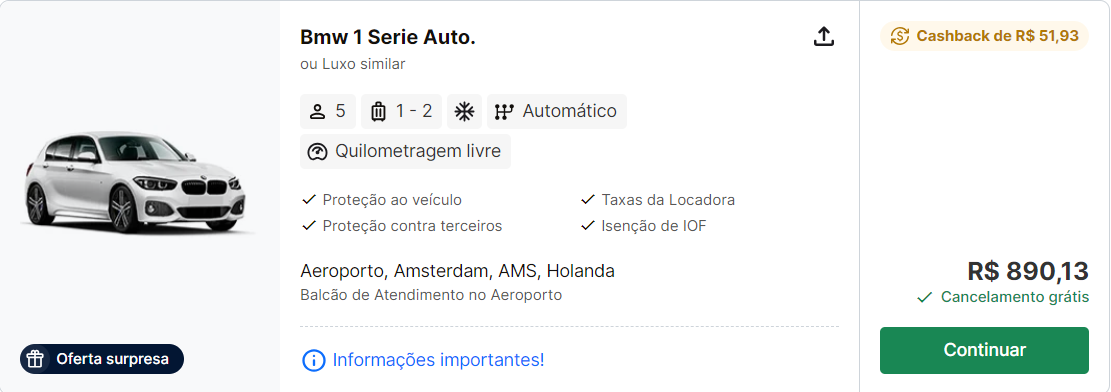 Bmw 1 Serie Auto.
ou Luxo similar
5
1 - 2
Automático
Quilometragem livre
Proteção ao veículo
Taxas da Locadora
Proteção contra terceiros
Isenção de IOF
Aeroporto, Amsterdam, AMS, Holanda
Balcão de Atendimento no Aeroporto
Oferta surpresa
Informações importantes!
Cashback de R$ 51,93
R$ 890,13
Cancelamento grátis
Continuar